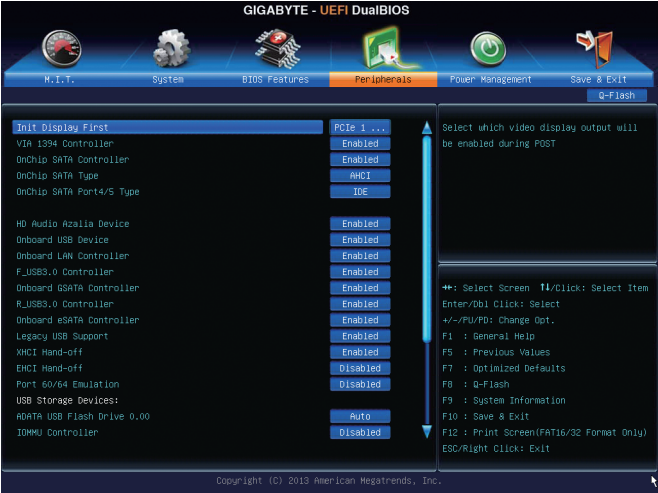 GIGABYTE - UEFI DualBIOS
M.I.T. System BIOS Features Peripherals Power Management Save & Exit
Q-Flash
Init Display First PCIe 1 ...
VIA 1394 Controller Enabled
OnChip SATA Controller Enabled
OnChip SATA Type AHCI
OnChip SATA Port4/5 Type IDE
HD Audio Azalia Device Enabled
Onboard USB Device Enabled
Onboard LAN Controller Enabled
F_USB3.0 Controller Enabled
Onboard GSATA Controller Enabled
R_USB3.0 Controller Enabled
Onboard eSATA Controller Enabled
Legacy USB Support Enabled
XHCI Hand-off Enabled
EHCI Hand-off Disabled
Port 60/64 Emulation Disabled
USB Storage Devices:
ADATA USB Flash Drive 0.00 Auto
IOMMU Controller Disabled
Select which video display output will
be enabled during POST
→←: Select Screen ↑↓/Click: Select Item
Enter/Dbl Click: Select
+/-/PU/PD: Change Opt.
F1 : General Help
F5 : Previous Values
F7 : Optimized Defaults
F8 : Q-Flash
F9 : System Information
F10 : Save & Exit
F12 : Print Screen(FAT16/32 Format Only)
ESC/Right Click: Exit
Copyright (C) 2013 American Megatrends, Inc.